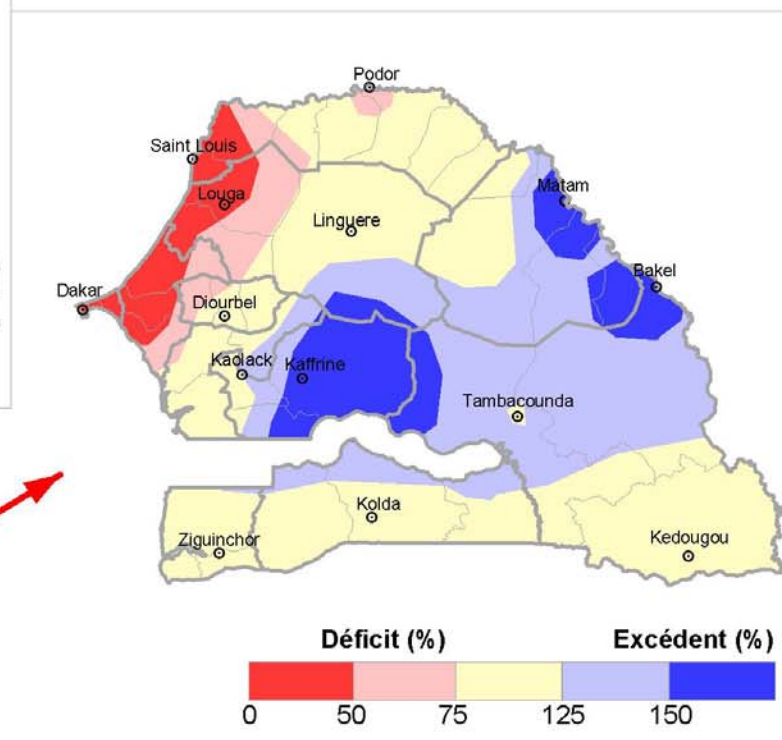 Podor
Saint Louis
Matam
Louga
Linguere
Bakel
Dakar
Diourbel
Kaolack
Kaffrine
Tambacounda
Kolda
Ziguinchor
Kedougou
Déficit (%) Excédent (%)
0 50 75 125 150